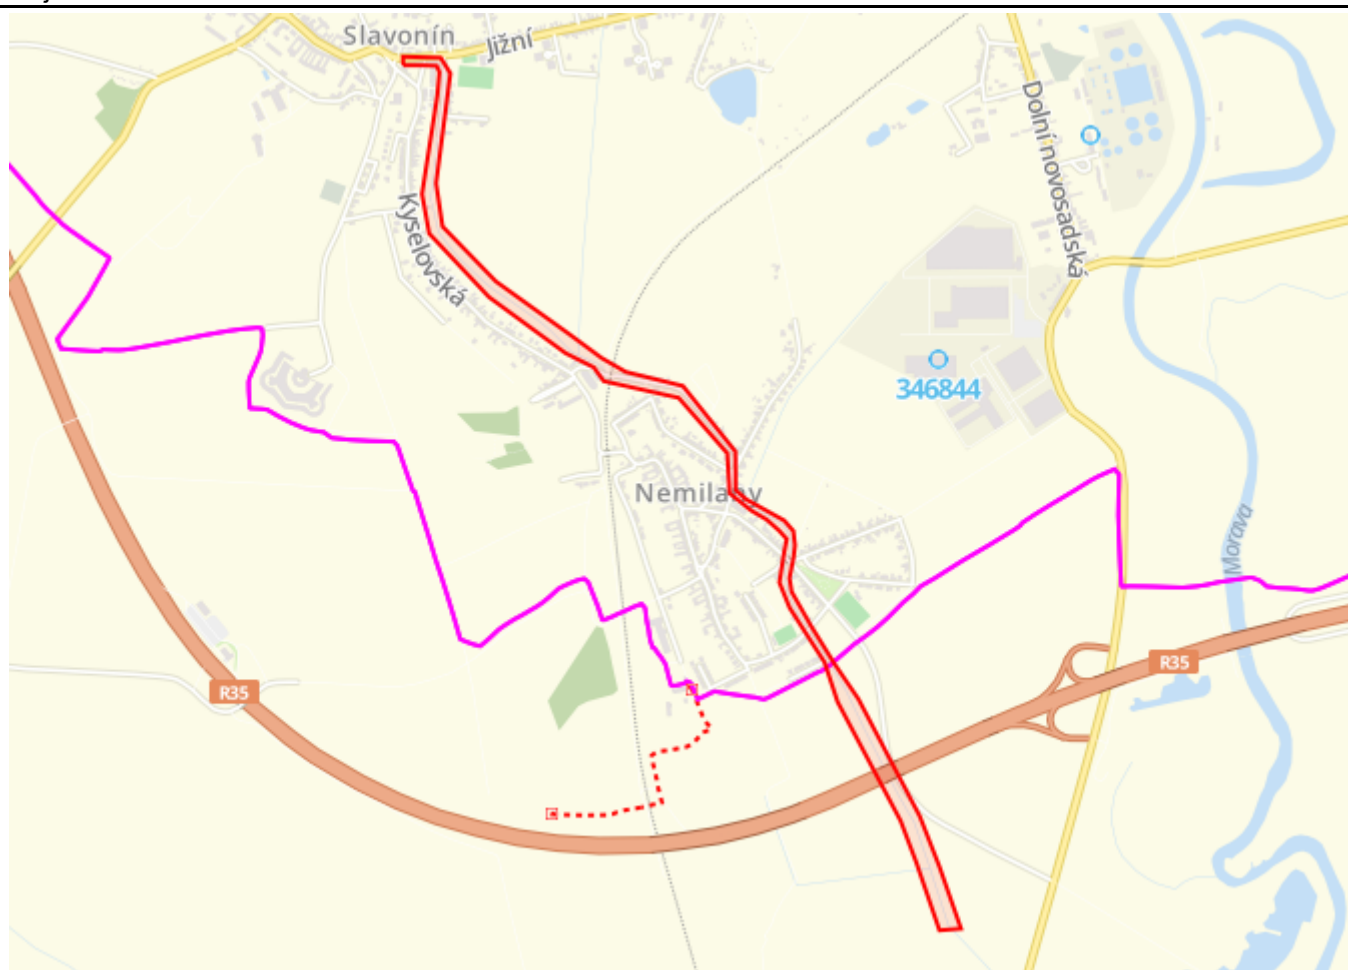 Slavonín
Jižní
Dolní novosadská
Kyselovská
346844
Nemilany
Morava
R35
R35